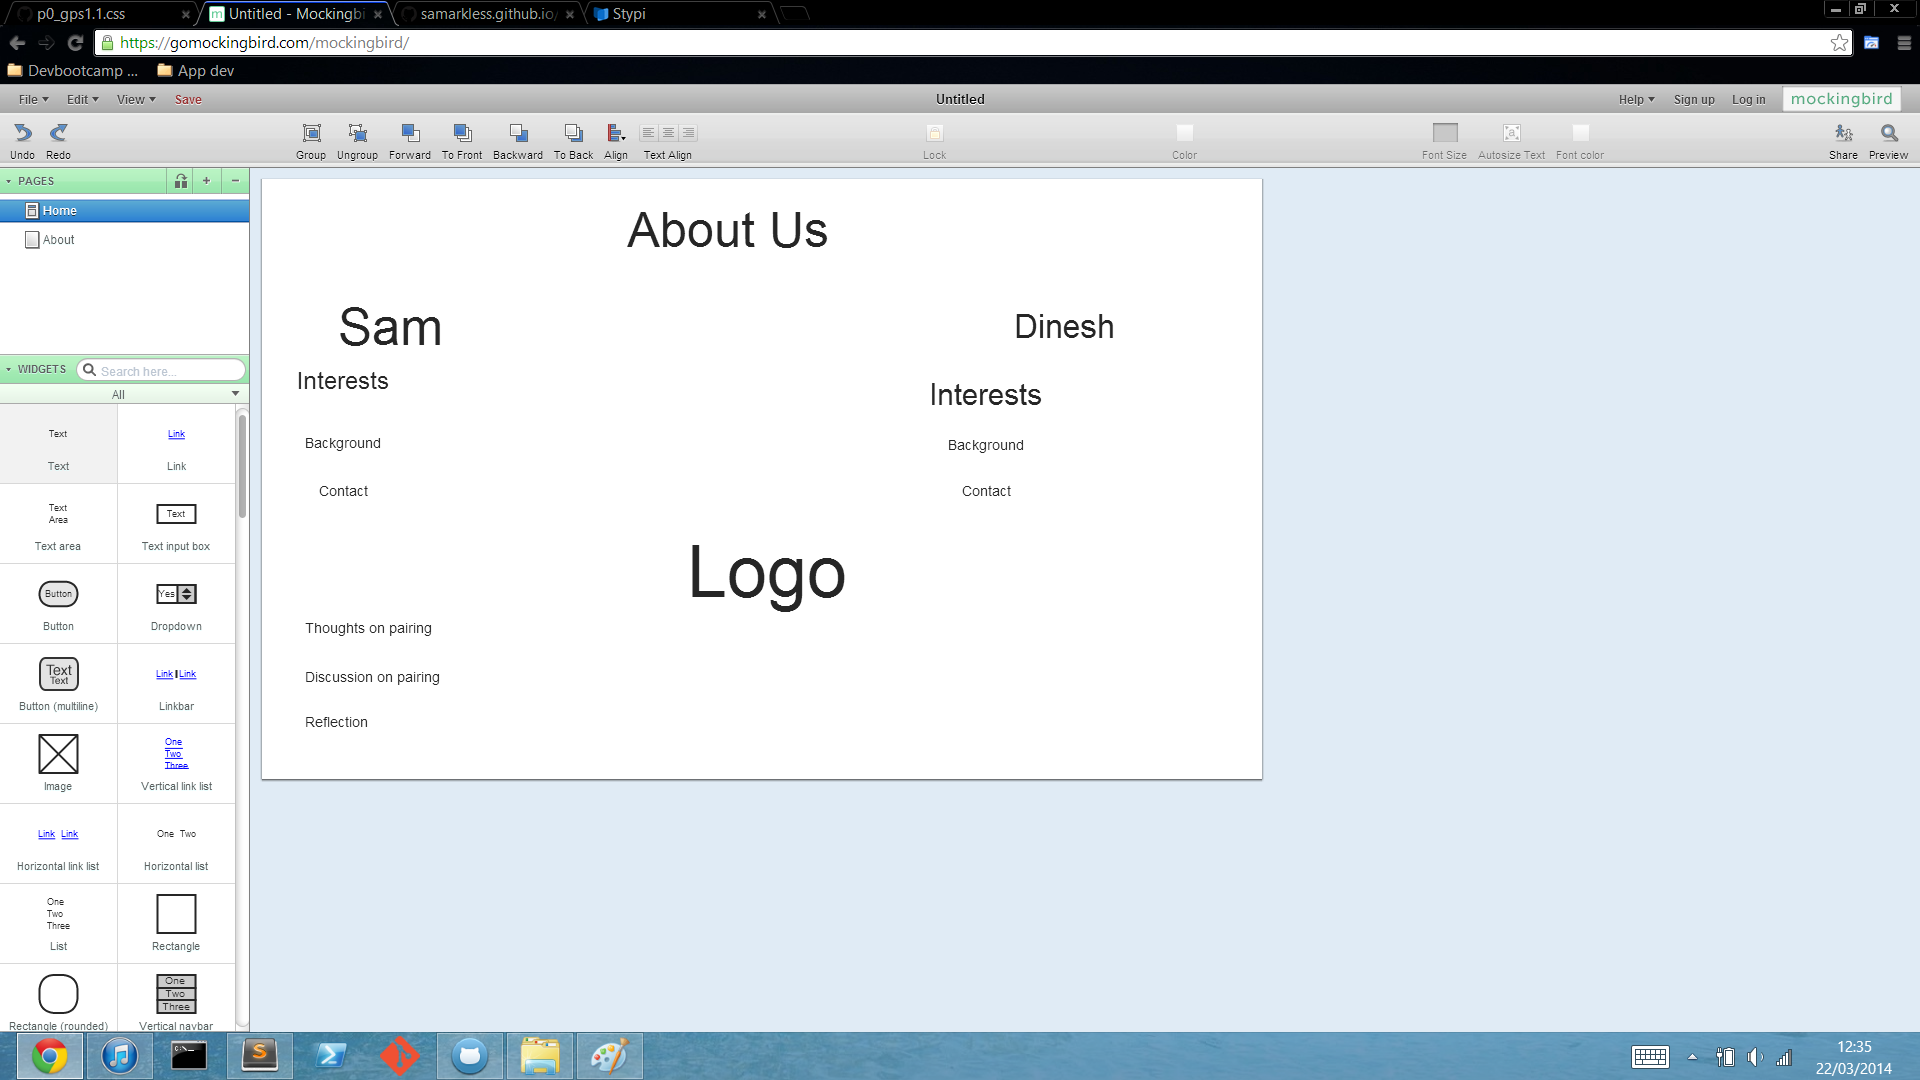 p0_gps1.1.css
Untitled - Mockingbi
samarkless.github.io/
Stypi
https://gomockingbird.com/mockingbird/
Devbootcamp ...
App dev
File
Edit
View
Save
Untitled
Help
Sign up
Log in
mockingbird
Undo
Redo
Group
Ungroup
Forward
To Front
Backward
To Back
Align
Text Align
Lock
Color
Font Size
Autosize Text
Font color
Share
Preview
PAGES
Home
About
WIDGETS
Search here...
All
Text
Link
Text
Link
Text
Area
Text
Text area
Text input box
Button
Yes
Button
Dropdown
Text
Text
Link Link
Button (multiline)
Linkbar
One
Two
Three
Image
Vertical link list
Link Link
One Two
Horizontal link list
Horizontal list
One
Two
Three
List
Rectangle
One
Two
Three
Rectangle (rounded)
Vertical navbar
About Us
Sam
Dinesh
Interests
Interests
Background
Background
Contact
Contact
Logo
Thoughts on pairing
Discussion on pairing
Reflection
12:35
22/03/2014